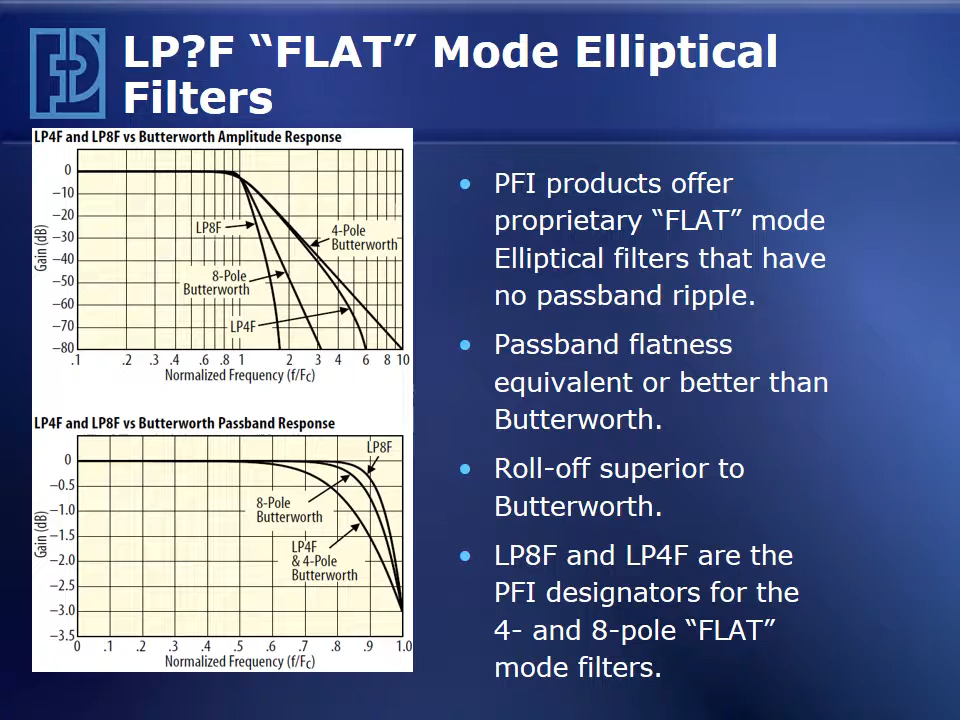 LP?F “FLAT” Mode Elliptical
Filters
LP4F and LP8F vs Butterworth Amplitude Response
Gain (dB)
0
−10
−20
−30
−40
−50
−60
−70
−80
LP8F
4-Pole
Butterworth
8-Pole
Butterworth
LP4F
.1 .2 .3 .4 .6 .8 1 2 3 4 6 8 10
Normalized Frequency (f/Fc)
LP4F and LP8F vs Butterworth Passband Response
Gain (dB)
0
−0.5
−1.0
−1.5
−2.0
−2.5
−3.0
−3.5
LP8F
8-Pole
Butterworth
LP4F
& 4-Pole
Butterworth
0 .1 .2 .3 .4 .5 .6 .7 .8 .9 1.0
Normalized Frequency (f/Fc)
• PFI products offer
proprietary “FLAT” mode
Elliptical filters that have
no passband ripple.
• Passband flatness
equivalent or better than
Butterworth.
• Roll-off superior to
Butterworth.
• LP8F and LP4F are the
PFI designators for the
4- and 8-pole “FLAT”
mode filters.